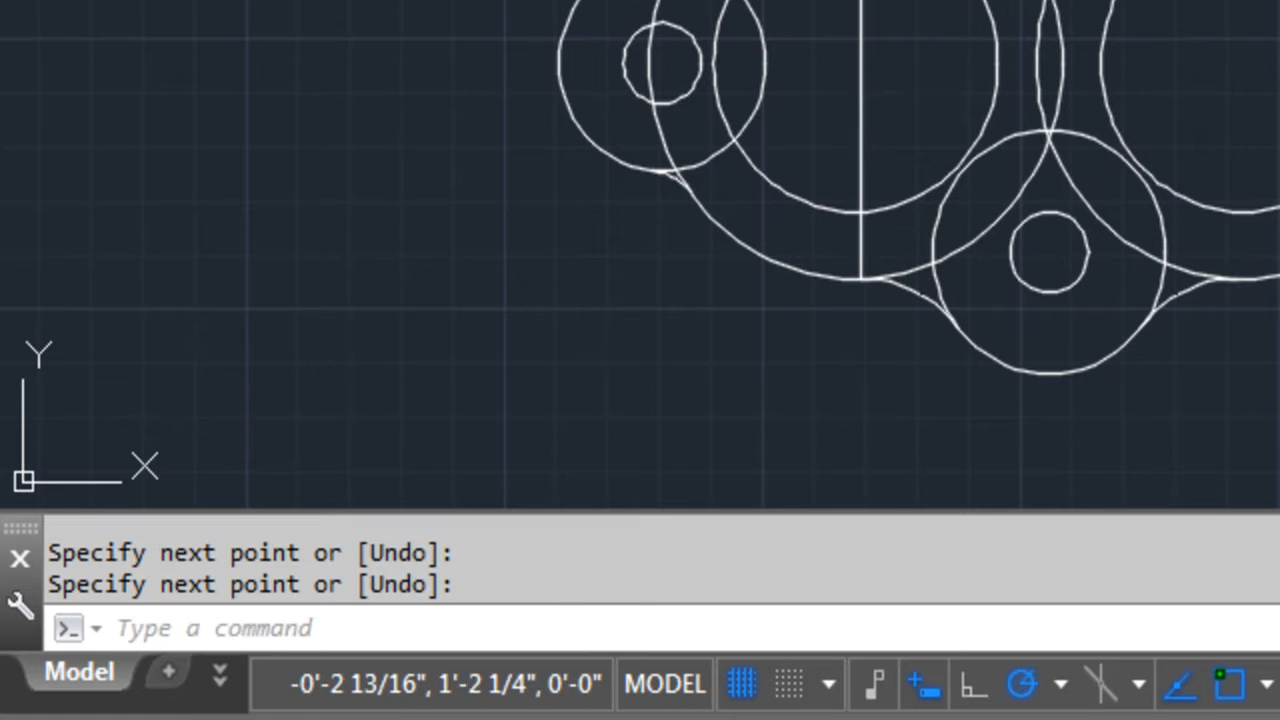 Y
X
Specify next point or [Undo]:
Specify next point or [Undo]:
Type a command
Model
-0'-2 13/16", 1'-2 1/4", 0'-0"
MODEL